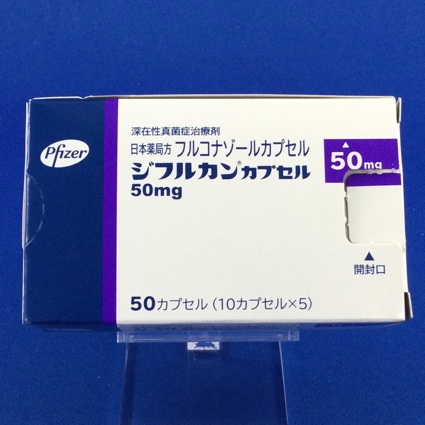 Pfizer
深在性真菌症治療剤
日本薬局方 フルコナゾールカプセル
ジフルカン®カプセル
50mg
50mg
開封口
50カプセル (10カプセル×5)